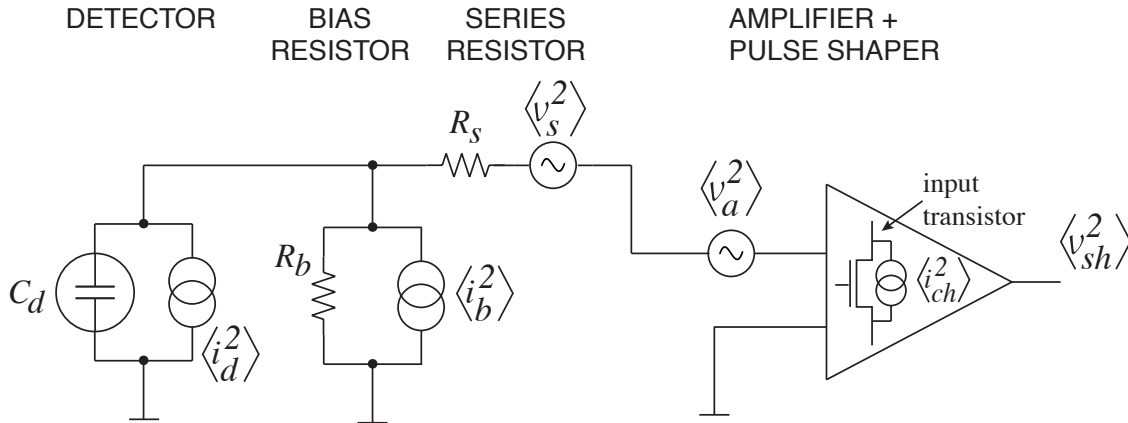 DETECTOR
BIAS
RESISTOR
SERIES
RESISTOR
AMPLIFIER +
PULSE SHAPER
R_s
⟨v_s^2⟩
⟨v_a^2⟩
input
transistor
⟨v_sh^2⟩
C_d
⟨i_d^2⟩
R_b
⟨i_b^2⟩
⟨i_ch^2⟩